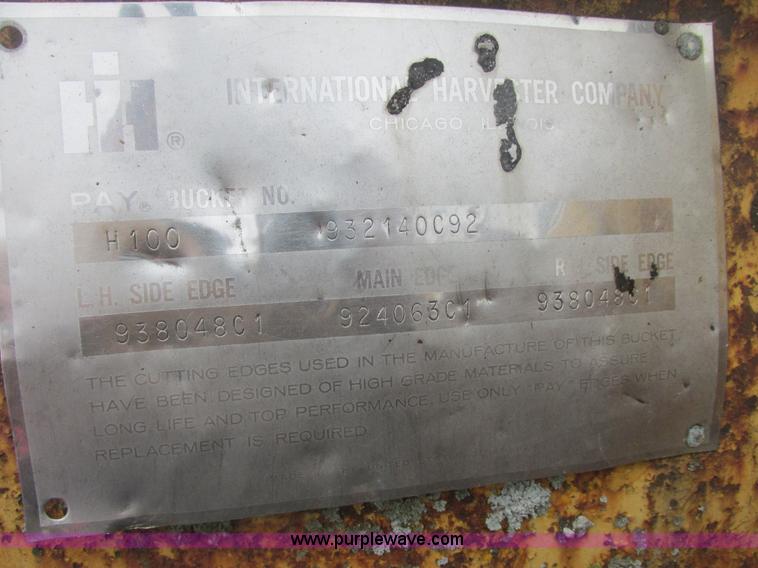 IH ®
INTERNATIONAL HARVESTER COMPANY
CHICAGO, ILLINOIS
PAY® BUCKET NO.
H100 932140C92
L.H. SIDE EDGE MAIN EDGE R.H. SIDE EDGE
938048C1 924063C1 938048C1
THE CUTTING EDGES USED IN THE MANUFACTURE OF THIS BUCKET
HAVE BEEN DESIGNED OF HIGH GRADE MATERIALS TO ASSURE
LONG LIFE AND TOP PERFORMANCE. USE ONLY "PAY" EDGES WHEN
REPLACEMENT IS REQUIRED.
www.purplewave.com